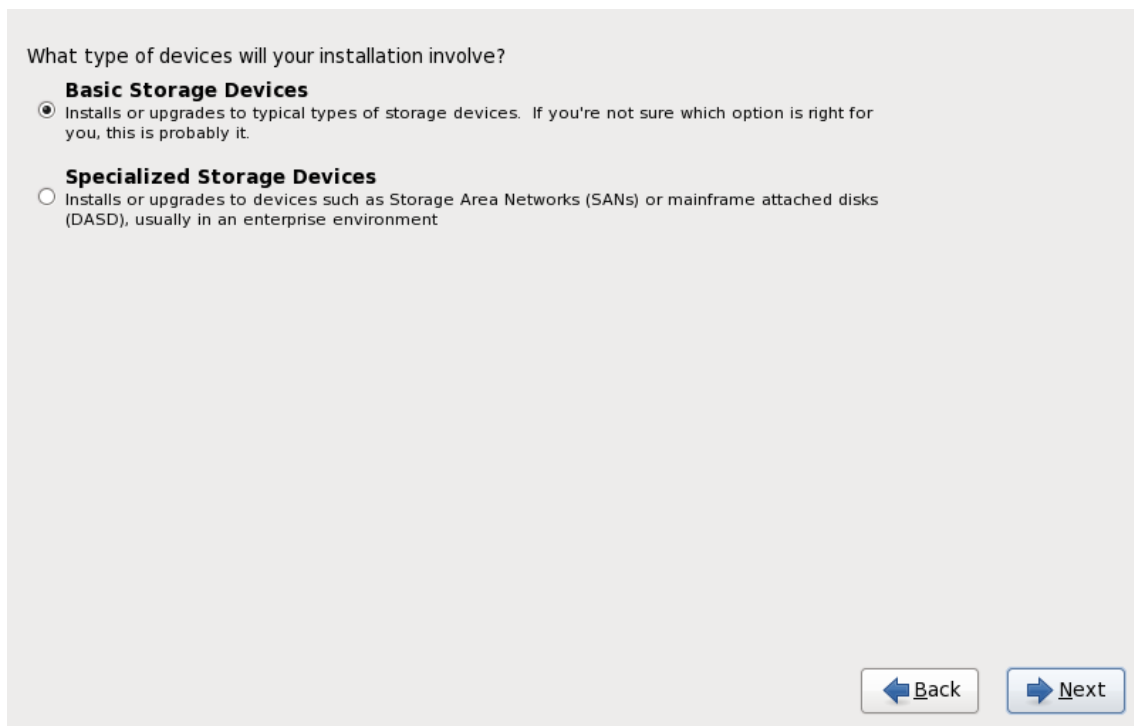 What type of devices will your installation involve?
Basic Storage Devices
Installs or upgrades to typical types of storage devices.  If you're not sure which option is right for
you, this is probably it.
Specialized Storage Devices
Installs or upgrades to devices such as Storage Area Networks (SANs) or mainframe attached disks
(DASD), usually in an enterprise environment
Back
Next